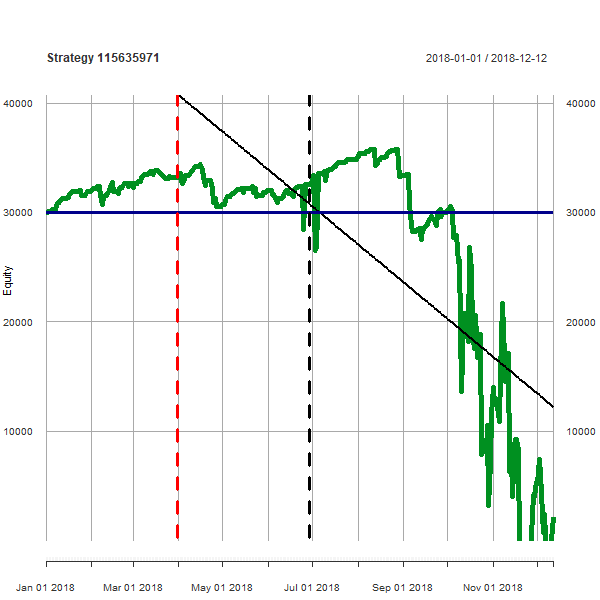 Strategy 115635971
2018-01-01 / 2018-12-12
40000 40000
30000 30000
20000 20000
10000 10000
Equity
Jan 01 2018 Mar 01 2018 May 01 2018 Jul 01 2018 Sep 01 2018 Nov 01 2018